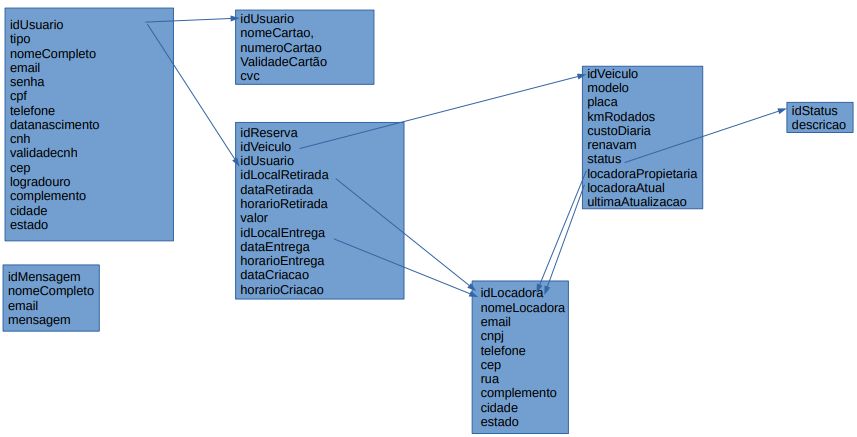 idUsuario
tipo
nomeCompleto
email
senha
cpf
telefone
datanascimento
cnh
validadecnh
cep
logradouro
complemento
cidade
estado
idUsuario
nomeCartao,
numeroCartao
ValidadeCartão
cvc
idReserva
idVeiculo
idUsuario
idLocalRetirada
dataRetirada
horarioRetirada
valor
idLocalEntrega
dataEntrega
horarioEntrega
dataCriacao
horarioCriacao
idVeiculo
modelo
placa
kmRodados
custoDiaria
renavam
status
locadoraPropietaria
locadoraAtual
ultimaAtualizacao
idStatus
descricao
idMensagem
nomeCompleto
email
mensagem
idLocadora
nomeLocadora
email
cnpj
telefone
cep
rua
complemento
cidade
estado